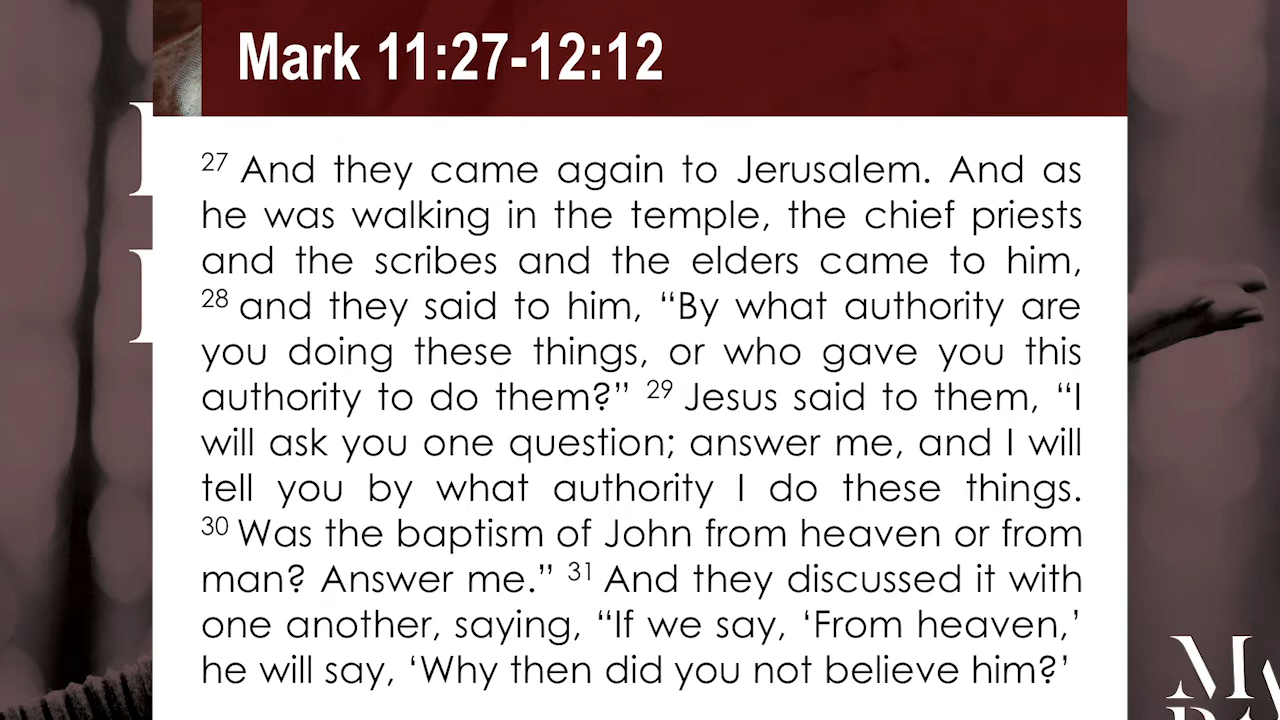 Mark 11:27-12:12
27 And they came again to Jerusalem. And as
he was walking in the temple, the chief priests
and the scribes and the elders came to him,
28 and they said to him, “By what authority are
you doing these things, or who gave you this
authority to do them?” 29 Jesus said to them, “I
will ask you one question; answer me, and I will
tell you by what authority I do these things.
30 Was the baptism of John from heaven or from
man? Answer me.” 31 And they discussed it with
one another, saying, “If we say, ‘From heaven,’
he will say, ‘Why then did you not believe him?’